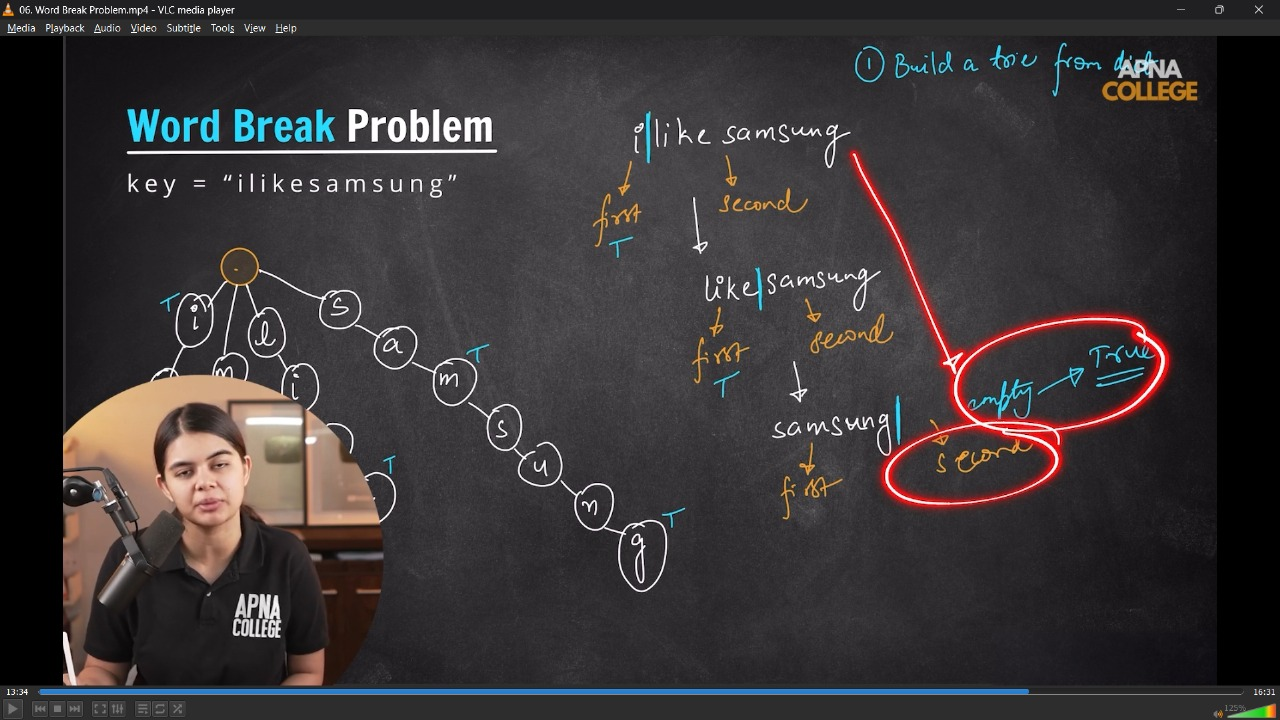 06. Word Break Problem.mp4 - VLC media player
Media Playback Audio Video Subtitle Tools View Help
① Build a trie from dict
APNA
COLLEGE
Word Break Problem
key = “ilikesamsung”
i|like samsung
first second
T
like|samsung
first second
T
samsung|
first second
empty → True
.
T i m l s
i a
m T
s
T u
n
g T
APNA
COLLEGE
13:34 16:31
125%